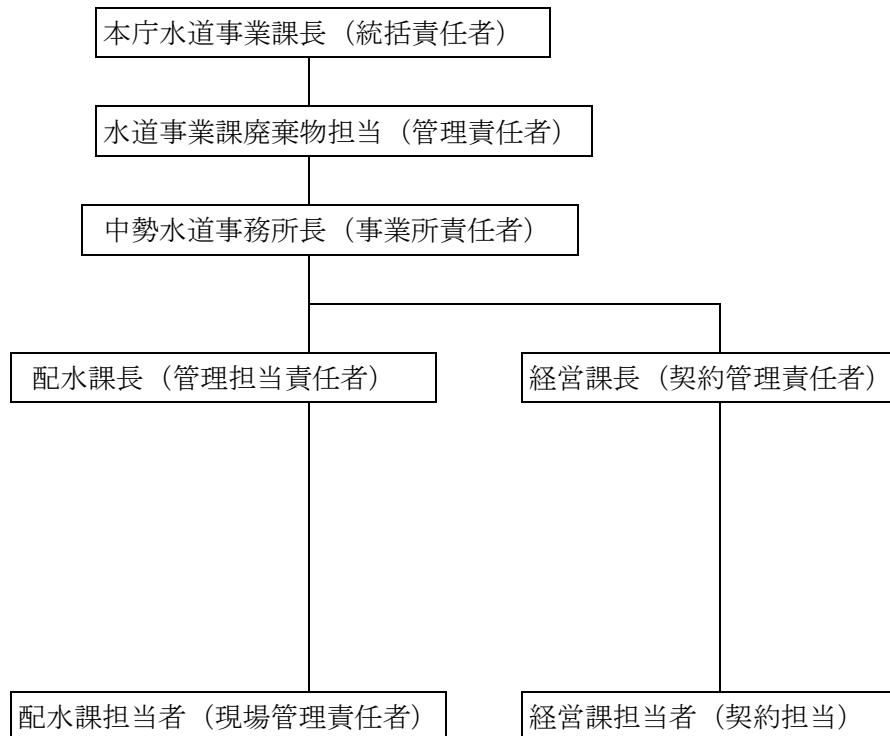 本庁水道事業課長（統括責任者）
水道事業課廃棄物担当（管理責任者）
中勢水道事務所長（事業所責任者）
配水課長（管理担当責任者）
経営課長（契約管理責任者）
配水課担当者（現場管理責任者）
経営課担当者（契約担当）